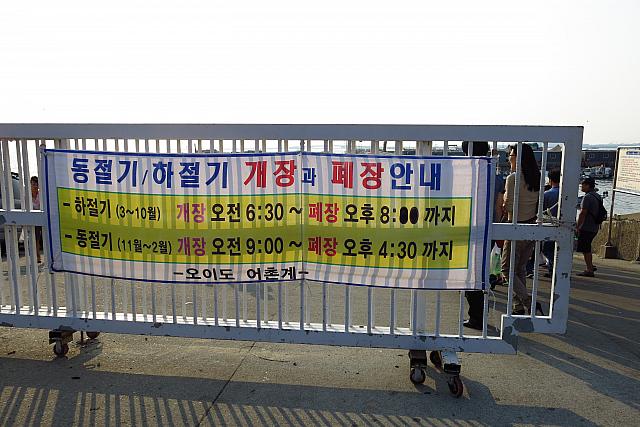 동절기/하절기 개장과 폐장안내
- 하절기 (3~10월) 개장 오전 6:30 ~ 폐장 오후 8:00 까지
- 동절기 (11월~2월) 개장 오전 9:00 ~ 폐장 오후 4:30 까지
-오이도 어촌계-